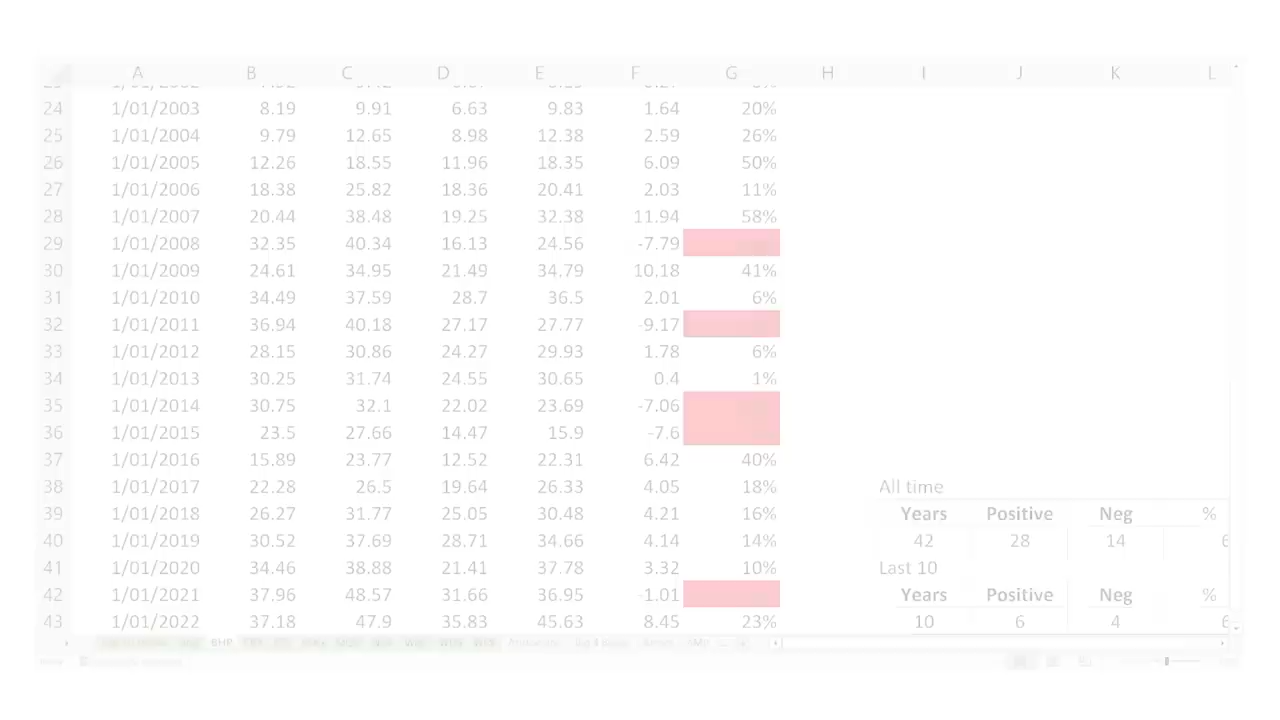 A B C D E F G H I J K L
24 1/01/2003 8.19 9.91 6.63 9.83 1.64 20%
25 1/01/2004 9.79 12.65 8.98 12.38 2.59 26%
26 1/01/2005 12.26 18.55 11.96 18.35 6.09 50%
27 1/01/2006 18.38 25.82 18.36 20.41 2.03 11%
28 1/01/2007 20.44 38.48 19.25 32.38 11.94 58%
29 1/01/2008 32.35 40.34 16.13 24.56 -7.79
30 1/01/2009 24.61 34.95 21.49 34.79 10.18 41%
31 1/01/2010 34.49 37.59 28.7 36.5 2.01 6%
32 1/01/2011 36.94 40.18 27.17 27.77 -9.17
33 1/01/2012 28.15 30.86 24.27 29.93 1.78 6%
34 1/01/2013 30.25 31.74 24.55 30.65 0.4 1%
35 1/01/2014 30.75 32.1 22.02 23.69 -7.06
36 1/01/2015 23.5 27.66 14.47 15.9 -7.6
37 1/01/2016 15.89 23.77 12.52 22.31 6.42 40%
38 1/01/2017 22.28 26.5 19.64 26.33 4.05 18% All time
39 1/01/2018 26.27 31.77 25.05 30.48 4.21 16% Years Positive Neg %
40 1/01/2019 30.52 37.69 28.71 34.66 4.14 14% 42 28 14 6
41 1/01/2020 34.46 38.88 21.41 37.78 3.32 10% Last 10
42 1/01/2021 37.96 48.57 31.66 36.95 -1.01 Years Positive Neg %
43 1/01/2022 37.18 47.9 35.83 45.63 8.45 23% 10 6 4 6
BHP